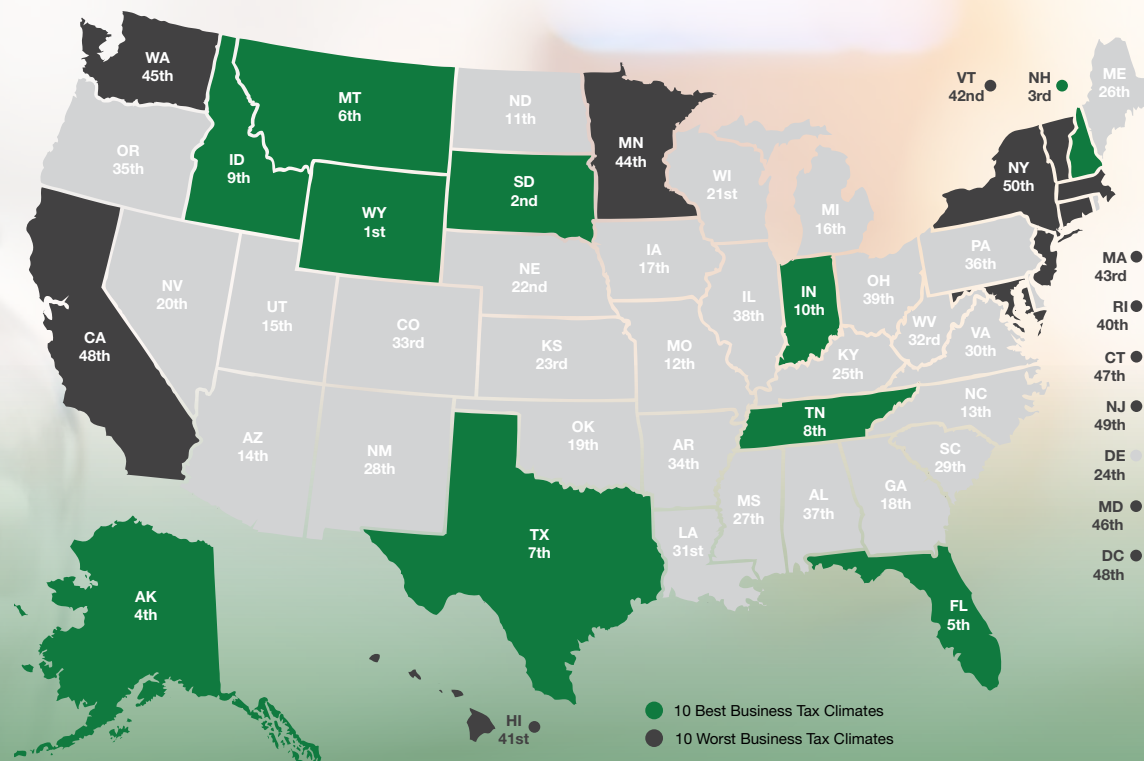 WA
45th
MT
6th
ND
11th
MN
44th
VT
42nd
NH
3rd
ME
26th
OR
35th
ID
9th
WY
1st
SD
2nd
WI
21st
MI
16th
NY
50th
CA
48th
NV
20th
UT
15th
CO
33rd
NE
22nd
KS
23rd
IA
17th
MO
12th
IL
38th
IN
10th
OH
39th
PA
36th
WV
32rd
VA
30th
KY
25th
NC
13th
TN
8th
SC
29th
AZ
14th
NM
28th
OK
19th
AR
34th
TX
7th
LA
31st
MS
27th
AL
37th
GA
18th
FL
5th
MA
43rd
RI
40th
CT
47th
NJ
49th
DE
24th
MD
46th
DC
48th
AK
4th
HI
41st
10 Best Business Tax Climates
10 Worst Business Tax Climates